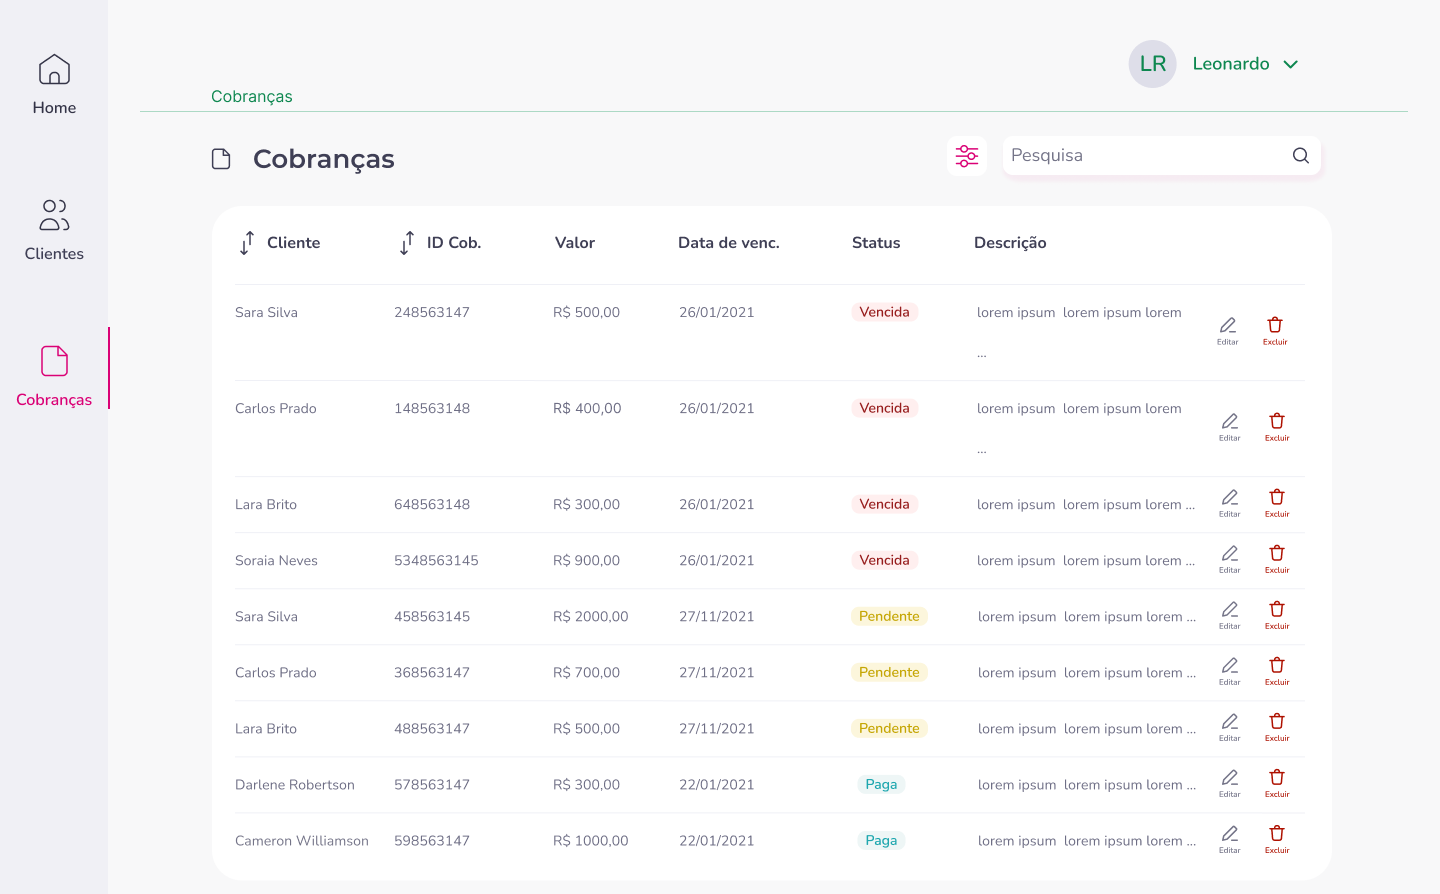 LR Leonardo
Home
Cobranças
Cobranças
Pesquisa
Clientes
Cliente ID Cob. Valor Data de venc. Status Descrição
Sara Silva 248563147 R$ 500,00 26/01/2021 Vencida lorem ipsum lorem ipsum lorem
...
Editar Excluir
Cobranças
Carlos Prado 148563148 R$ 400,00 26/01/2021 Vencida lorem ipsum lorem ipsum lorem
...
Editar Excluir
Lara Brito 648563148 R$ 300,00 26/01/2021 Vencida lorem ipsum lorem ipsum lorem ...
Editar Excluir
Soraia Neves 5348563145 R$ 900,00 26/01/2021 Vencida lorem ipsum lorem ipsum lorem ...
Editar Excluir
Sara Silva 458563145 R$ 2000,00 27/11/2021 Pendente lorem ipsum lorem ipsum lorem ...
Editar Excluir
Carlos Prado 368563147 R$ 700,00 27/11/2021 Pendente lorem ipsum lorem ipsum lorem ...
Editar Excluir
Lara Brito 488563147 R$ 500,00 27/11/2021 Pendente lorem ipsum lorem ipsum lorem ...
Editar Excluir
Darlene Robertson 578563147 R$ 300,00 22/01/2021 Paga lorem ipsum lorem ipsum lorem ...
Editar Excluir
Cameron Williamson 598563147 R$ 1000,00 22/01/2021 Paga lorem ipsum lorem ipsum lorem ...
Editar Excluir